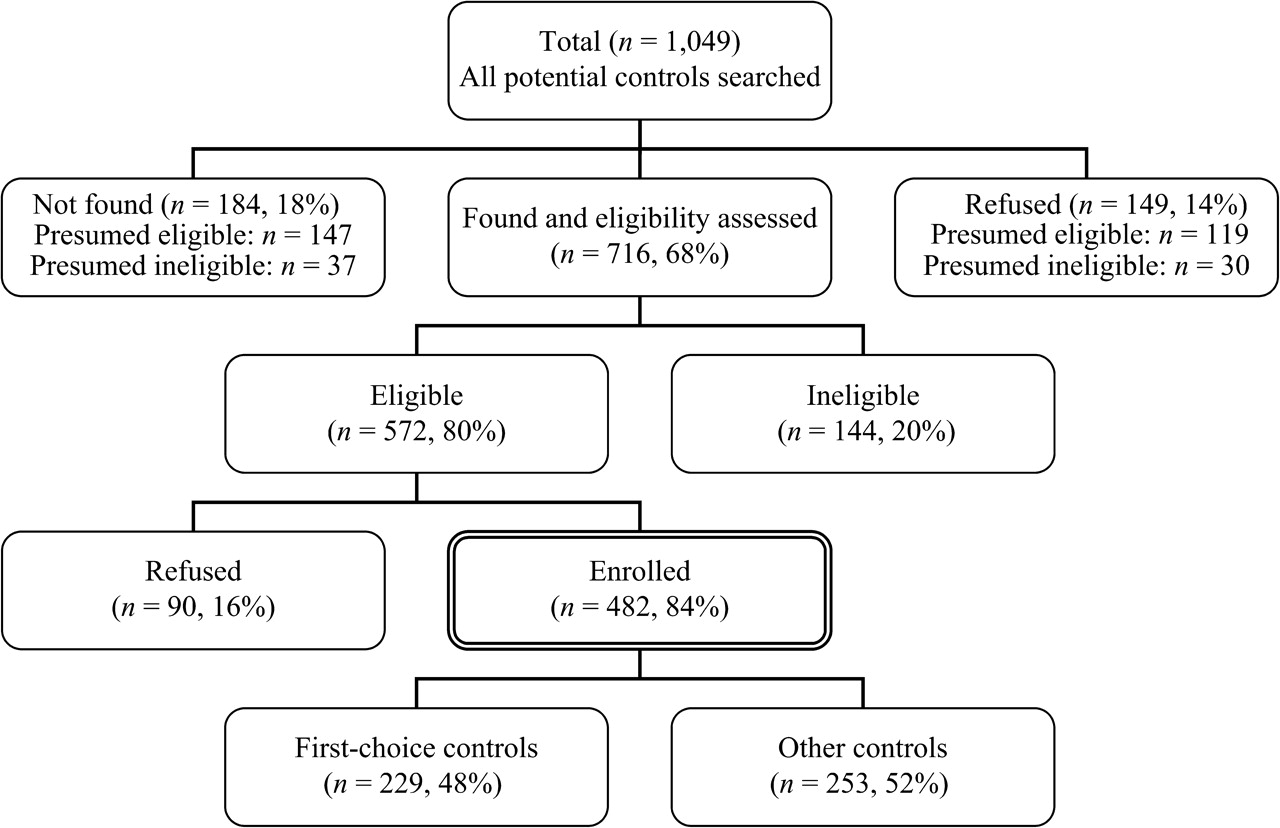 Total (n = 1,049)
All potential controls searched
Not found (n = 184, 18%)
Presumed eligible: n = 147
Presumed ineligible: n = 37
Found and eligibility assessed
(n = 716, 68%)
Refused (n = 149, 14%)
Presumed eligible: n = 119
Presumed ineligible: n = 30
Eligible
(n = 572, 80%)
Ineligible
(n = 144, 20%)
Refused
(n = 90, 16%)
Enrolled
(n = 482, 84%)
First-choice controls
(n = 229, 48%)
Other controls
(n = 253, 52%)